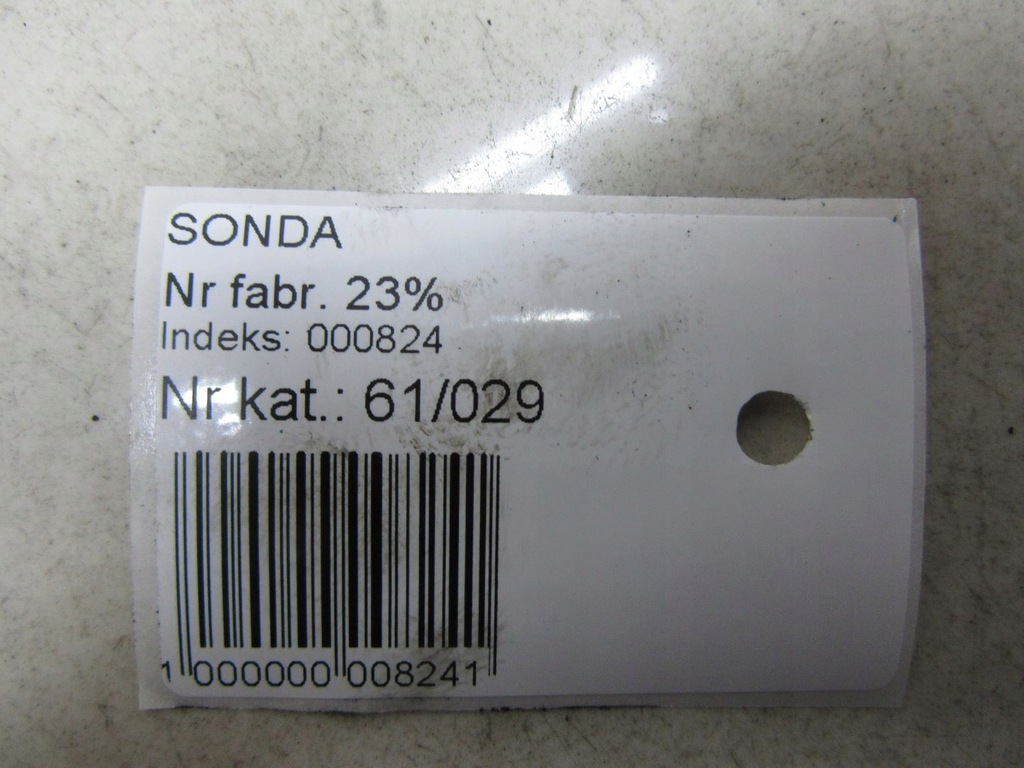 SONDA
Nr fabr. 23%
Indeks: 000824
Nr kat.: 61/029
1 000000 008241